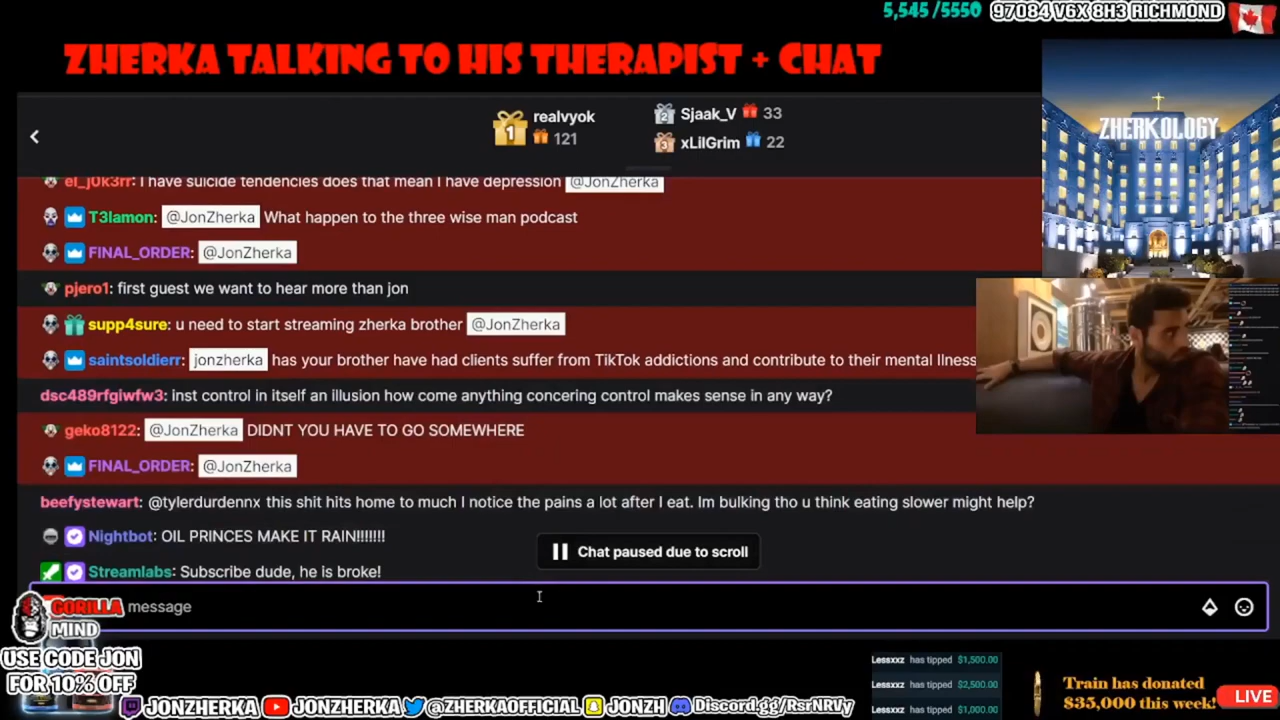 5,545 /5550
97084 V6X 8H3 RICHMOND
ZHERKA TALKING TO HIS THERAPIST + CHAT
1 realvyok
121
2 Sjaak_V 33
3 xLilGrim 22
ZHERKOLOGY
el_j0k3rr: I have suicide tendencies does that mean I have depression @JonZherka
T3lamon: @JonZherka What happen to the three wise man podcast
FINAL_ORDER: @JonZherka
pjero1: first guest we want to hear more than jon
supp4sure: u need to start streaming zherka brother @JonZherka
saintsoldierr: jonzherka has your brother have had clients suffer from TikTok addictions and contribute to their mental llness
dsc489rfgiwfw3: inst control in itself an illusion how come anything concering control makes sense in any way?
geko8122: @JonZherka DIDNT YOU HAVE TO GO SOMEWHERE
FINAL_ORDER: @JonZherka
beefystewart: @tylerdurdennx this shit hits home to much I notice the pains a lot after I eat. Im bulking tho u think eating slower might help?
Nightbot: OIL PRINCES MAKE IT RAIN!!!!!!!
Chat paused due to scroll
Streamlabs: Subscribe dude, he is broke!
message
GORILLA
MIND
USE CODE JON
FOR 10% OFF
JONZHERKA JONZHERKA @ZHERKAOFFICIAL JONZH Discord.gg/RsrNRVy
Lessxxz has tipped $1,500.00
Lessxxz has tipped $2,500.00
Lessxxz has tipped $1,000.00
Train has donated
$35,000 this week!
LIVE